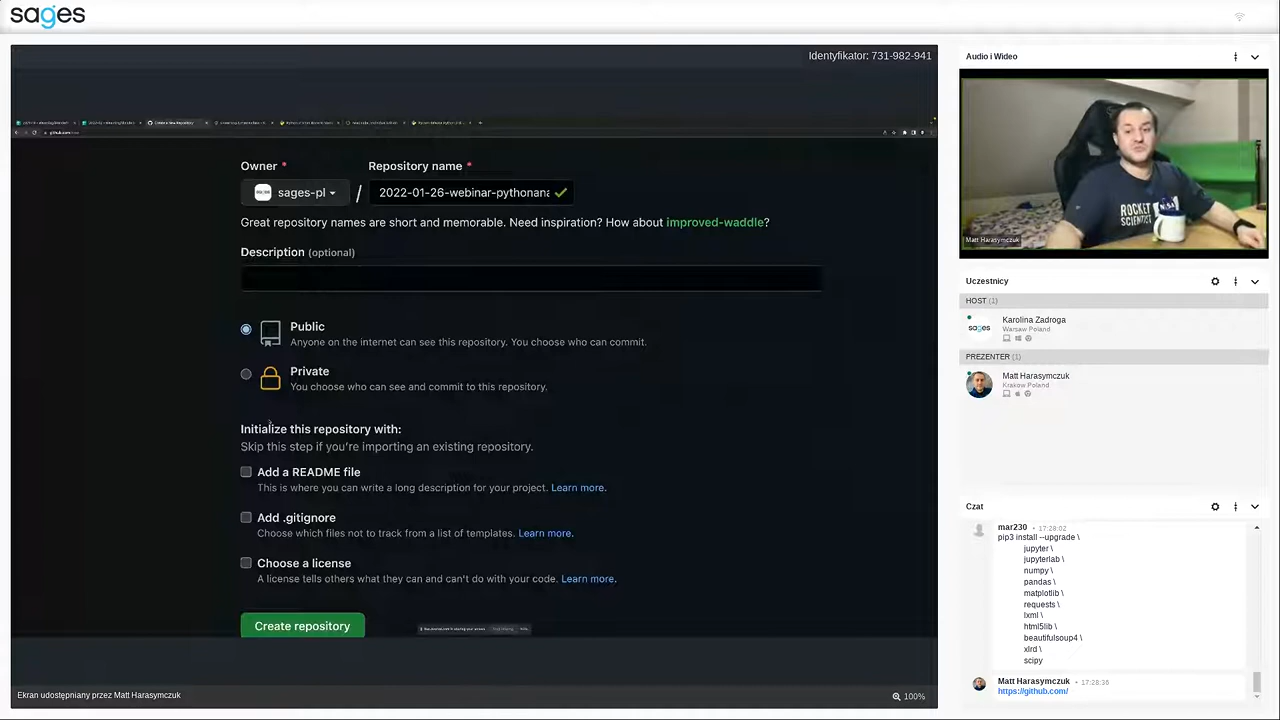 sages
Identyfikator: 731-982-941
Owner *
Repository name *
sages-pl
/
2022-01-26-webinar-pythonana
Great repository names are short and memorable. Need inspiration? How about improved-waddle?
Description (optional)
Public
Anyone on the internet can see this repository. You choose who can commit.
Private
You choose who can see and commit to this repository.
Initialize this repository with:
Skip this step if you're importing an existing repository.
Add a README file
This is where you can write a long description for your project. Learn more.
Add .gitignore
Choose which files not to track from a list of templates. Learn more.
Choose a license
A license tells others what they can and can't do with your code. Learn more.
Create repository
Ekran udostępniany przez Matt Harasymczuk
100%
Audio i Wideo
ROCKET
SCIENTIST
Matt Harasymczuk
Uczestnicy
HOST (1)
sages
Karolina Zadroga
Warsaw Poland
PREZENTER (1)
Matt Harasymczuk
Krakow Poland
Czat
mar230 • 17:28:02
pip3 install --upgrade \
jupyter \
jupyterlab \
numpy \
pandas \
matplotlib \
requests \
lxml \
html5lib \
beautifulsoup4 \
xlrd \
scipy
Matt Harasymczuk • 17:28:36
https://github.com/